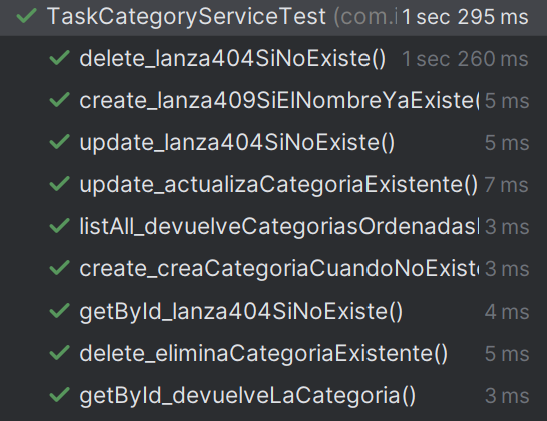 TaskCategoryServiceTest (com.i 1 sec 295 ms
delete_lanza404SiNoExiste() 1 sec 260 ms
create_lanza409SiElNombreYaExiste( 5 ms
update_lanza404SiNoExiste() 5 ms
update_actualizaCategoriaExistente() 7 ms
listAll_devuelveCategoriasOrdenadas 3 ms
create_creaCategoriaCuandoNoExiste 3 ms
getById_lanza404SiNoExiste() 4 ms
delete_eliminaCategoriaExistente() 5 ms
getById_devuelveLaCategoria() 3 ms